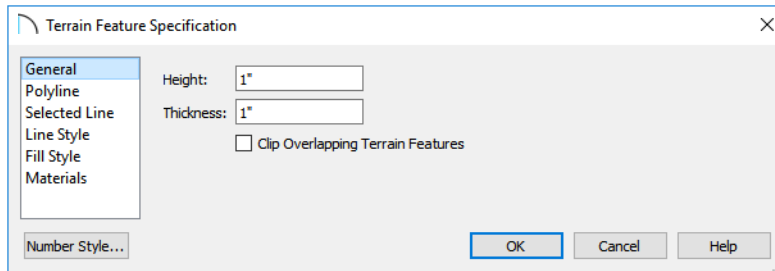 Terrain Feature Specification
General
Polyline
Selected Line
Line Style
Fill Style
Materials
Height: 1"
Thickness: 1"
Clip Overlapping Terrain Features
Number Style...
OK Cancel Help